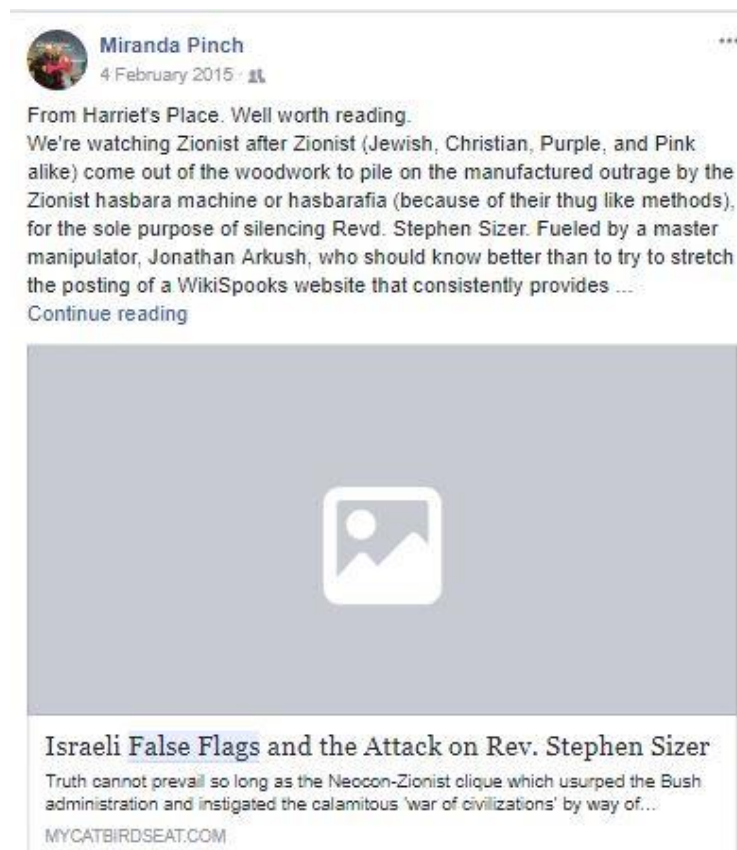 Miranda Pinch
4 February 2015 ·
...
From Harriet's Place. Well worth reading.
We're watching Zionist after Zionist (Jewish, Christian, Purple, and Pink
alike) come out of the woodwork to pile on the manufactured outrage by the
Zionist hasbara machine or hasbarafia (because of their thug like methods),
for the sole purpose of silencing Revd. Stephen Sizer. Fueled by a master
manipulator, Jonathan Arkush, who should know better than to try to stretch
the posting of a WikiSpooks website that consistently provides ...
Continue reading
Israeli False Flags and the Attack on Rev. Stephen Sizer
Truth cannot prevail so long as the Neocon-Zionist clique which usurped the Bush
administration and instigated the calamitous 'war of civilizations' by way of...
MYCATBIRDSEAT.COM